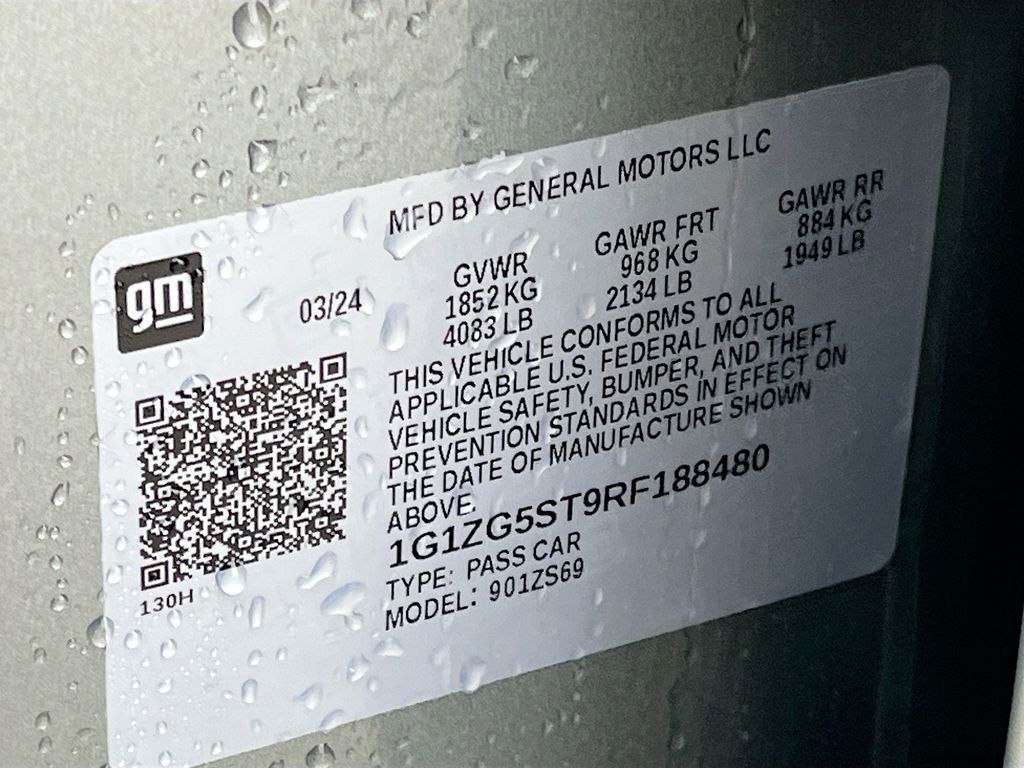 MFD BY GENERAL MOTORS LLC
gm
03/24
GVWR
1852 KG
4083 LB
GAWR FRT
968 KG
2134 LB
GAWR RR
884 KG
1949 LB
THIS VEHICLE CONFORMS TO ALL
APPLICABLE U.S. FEDERAL MOTOR
VEHICLE SAFETY, BUMPER, AND THEFT
PREVENTION STANDARDS IN EFFECT ON
THE DATE OF MANUFACTURE SHOWN
ABOVE.
1G1ZG5ST9RF188480
TYPE: PASS CAR
MODEL: 901ZS69
130H